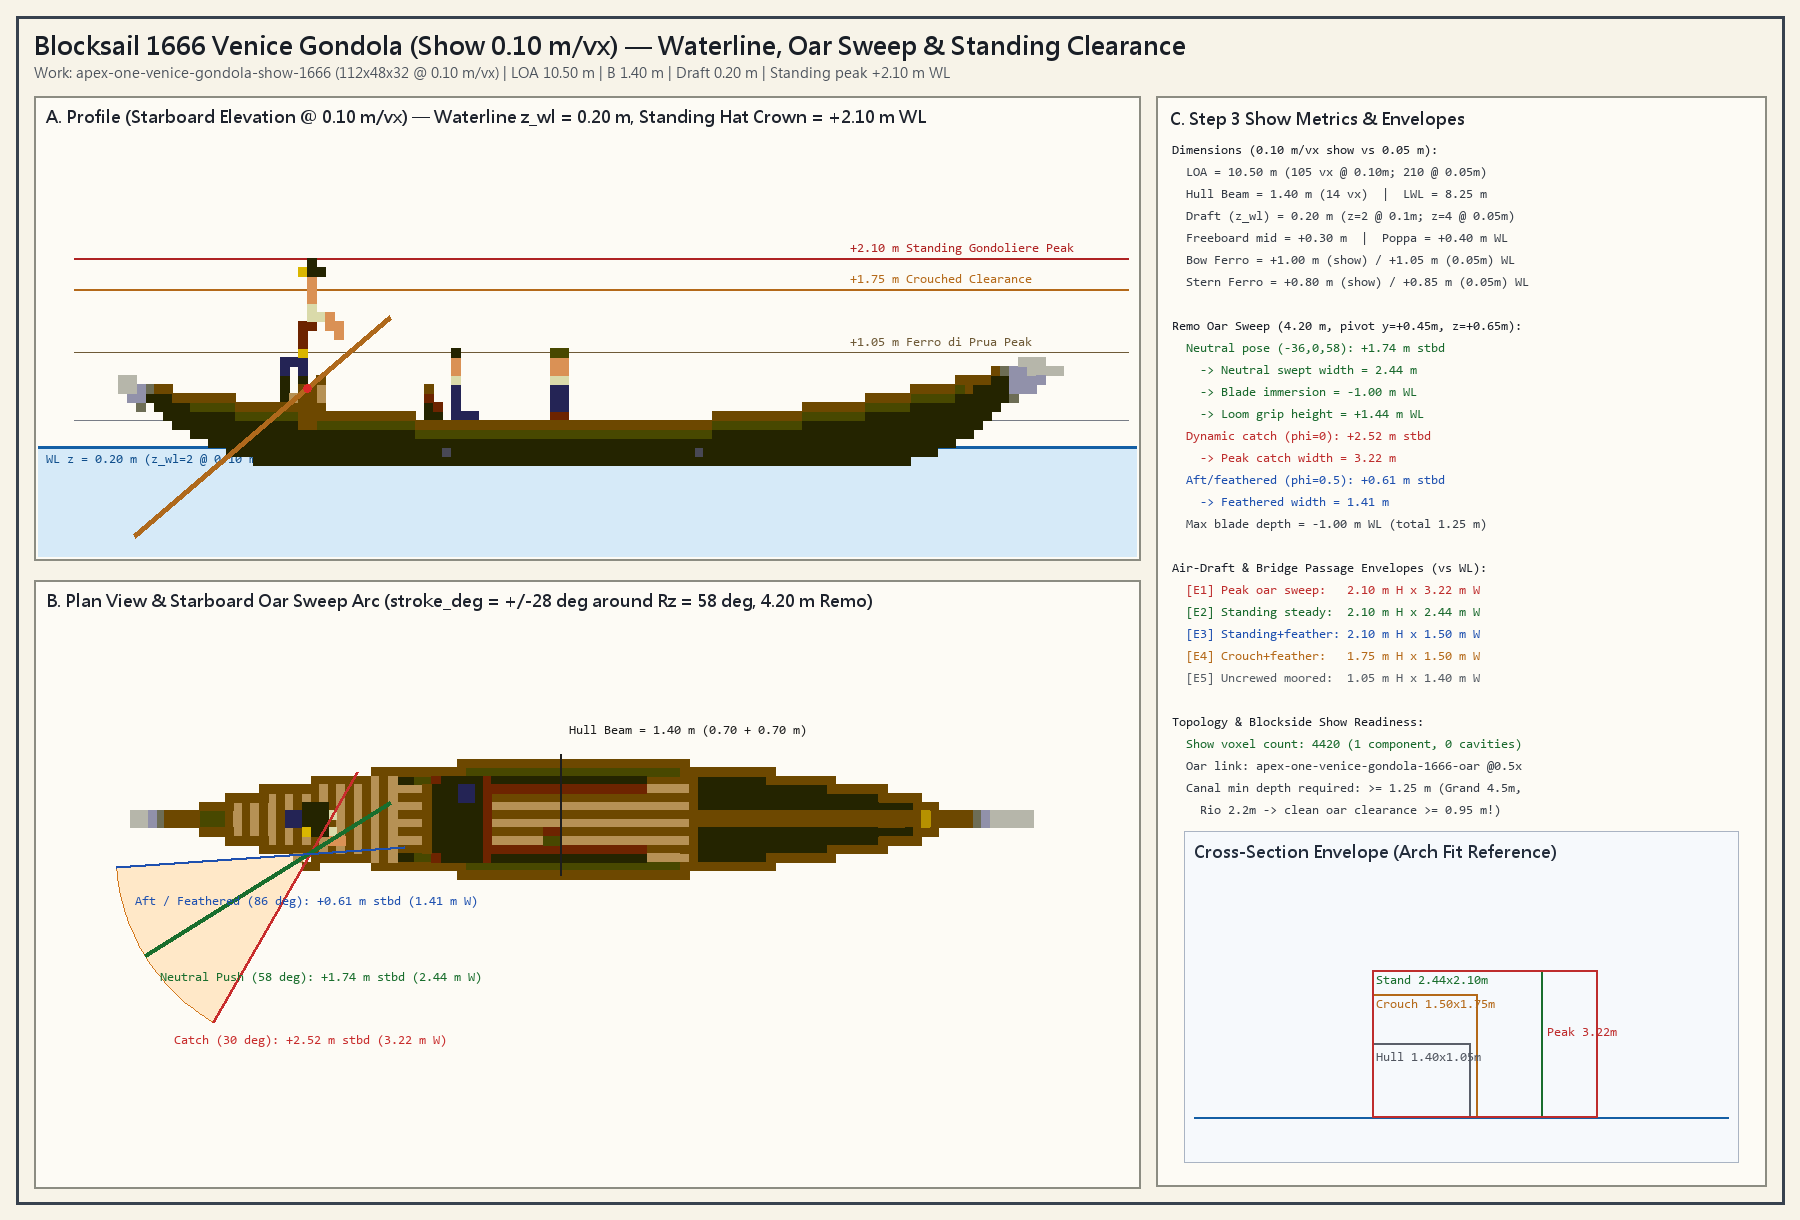 Blocksail 1666 Venice Gondola (Show 0.10 m/vx) — Waterline, Oar Sweep & Standing Clearance
Work: apex-one-venice-gondola-show-1666 (112x48x32 @ 0.10 m/vx) | LOA 10.50 m | B 1.40 m | Draft 0.20 m | Standing peak +2.10 m WL
A. Profile (Starboard Elevation @ 0.10 m/vx) — Waterline z_wl = 0.20 m, Standing Hat Crown = +2.10 m WL
+2.10 m Standing Gondoliere Peak
+1.75 m Crouched Clearance
+1.05 m Ferro di Prua Peak
WL z = 0.20 m (z_wl=2 @ 0.10 m
B. Plan View & Starboard Oar Sweep Arc (stroke_deg = +/-28 deg around Rz = 58 deg, 4.20 m Remo)
Hull Beam = 1.40 m (0.70 + 0.70 m)
Aft / Feathered (86 deg): +0.61 m stbd (1.41 m W)
Neutral Push (58 deg): +1.74 m stbd (2.44 m W)
Catch (30 deg): +2.52 m stbd (3.22 m W)
C. Step 3 Show Metrics & Envelopes
Dimensions (0.10 m/vx show vs 0.05 m):
LOA = 10.50 m (105 vx @ 0.10m; 210 @ 0.05m)
Hull Beam = 1.40 m (14 vx) | LWL = 8.25 m
Draft (z_wl) = 0.20 m (z=2 @ 0.1m; z=4 @ 0.05m)
Freeboard mid = +0.30 m | Poppa = +0.40 m WL
Bow Ferro = +1.00 m (show) / +1.05 m (0.05m) WL
Stern Ferro = +0.80 m (show) / +0.85 m (0.05m) WL
Remo Oar Sweep (4.20 m, pivot y=+0.45m, z=+0.65m):
Neutral pose (-36,0,58): +1.74 m stbd
-> Neutral swept width = 2.44 m
-> Blade immersion = -1.00 m WL
-> Loom grip height = +1.44 m WL
Dynamic catch (phi=0): +2.52 m stbd
-> Peak catch width = 3.22 m
Aft/feathered (phi=0.5): +0.61 m stbd
-> Feathered width = 1.41 m
Max blade depth = -1.00 m WL (total 1.25 m)
Air-Draft & Bridge Passage Envelopes (vs WL):
[E1] Peak oar sweep: 2.10 m H x 3.22 m W
[E2] Standing steady: 2.10 m H x 2.44 m W
[E3] Standing+feather: 2.10 m H x 1.50 m W
[E4] Crouch+feather: 1.75 m H x 1.50 m W
[E5] Uncrewed moored: 1.05 m H x 1.40 m W
Topology & Blockside Show Readiness:
Show voxel count: 4420 (1 component, 0 cavities)
Oar link: apex-one-venice-gondola-1666-oar @0.5x
Canal min depth required: >= 1.25 m (Grand 4.5m,
Rio 2.2m -> clean oar clearance >= 0.95 m!)
Cross-Section Envelope (Arch Fit Reference)
Stand 2.44x2.10m
Crouch 1.50x1.75m
Peak 3.22m
Hull 1.40x1.05m